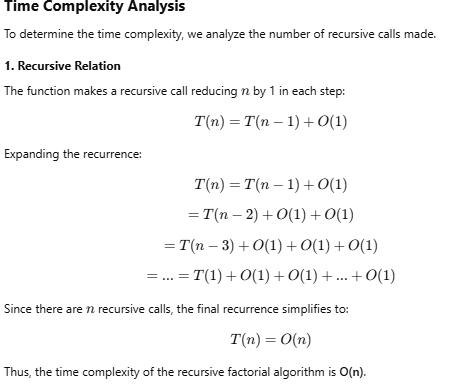 Time Complexity Analysis
To determine the time complexity, we analyze the number of recursive calls made.
1. Recursive Relation
The function makes a recursive call reducing n by 1 in each step:
T(n) = T(n − 1) + O(1)
Expanding the recurrence:
T(n) = T(n − 1) + O(1)
= T(n − 2) + O(1) + O(1)
= T(n − 3) + O(1) + O(1) + O(1)
= ... = T(1) + O(1) + O(1) + ... + O(1)
Since there are n recursive calls, the final recurrence simplifies to:
T(n) = O(n)
Thus, the time complexity of the recursive factorial algorithm is O(n).